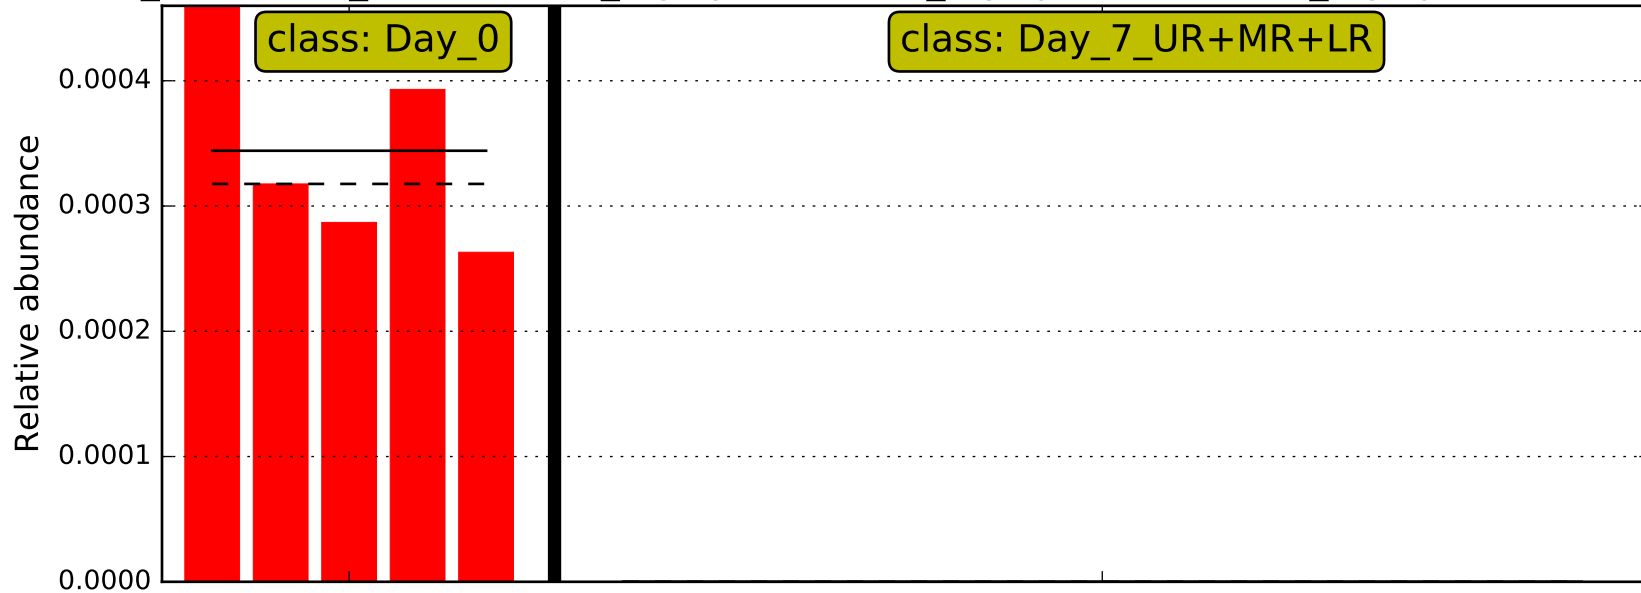 class: Day_0
class: Day_7_UR+MR+LR
Relative abundance
0.0004
0.0003
0.0002
0.0001
0.0000